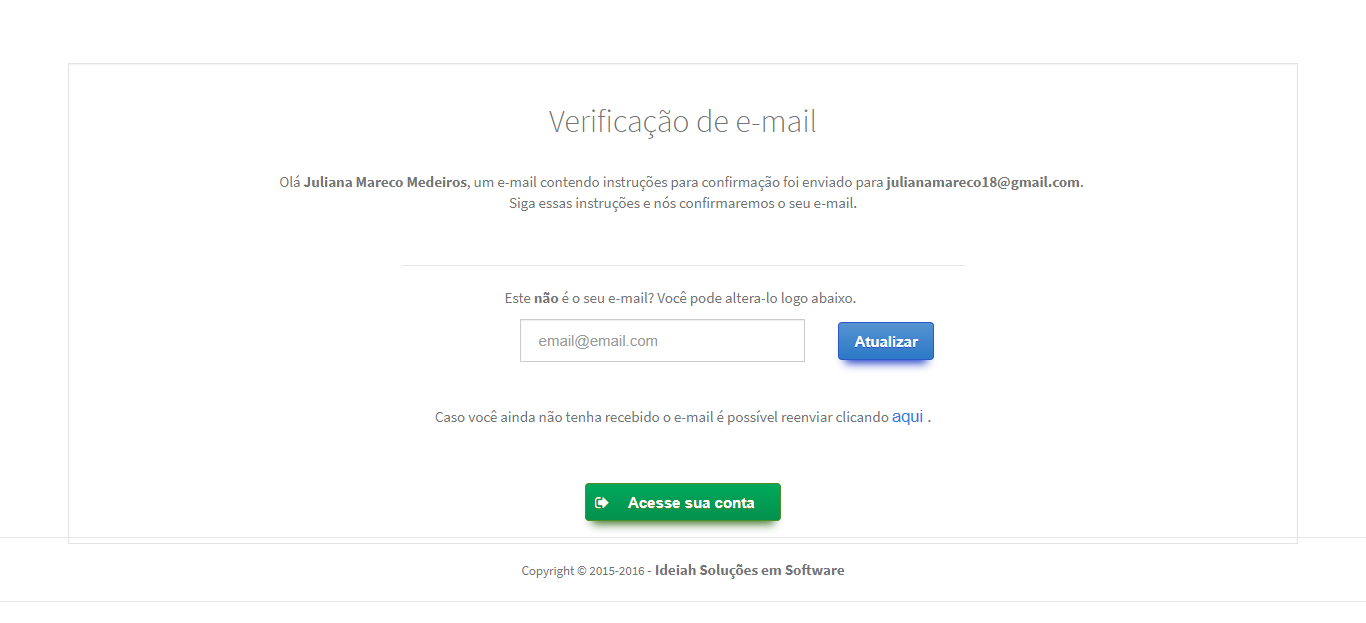 Verificação de e-mail
Olá Juliana Mareco Medeiros, um e-mail contendo instruções para confirmação foi enviado para julianamareco18@gmail.com.
Siga essas instruções e nós confirmaremos o seu e-mail.
Este não é o seu e-mail? Você pode altera-lo logo abaixo.
email@email.com
Atualizar
Caso você ainda não tenha recebido o e-mail é possível reenviar clicando aqui .
Acesse sua conta
Copyright © 2015-2016 - Ideiah Soluções em Software